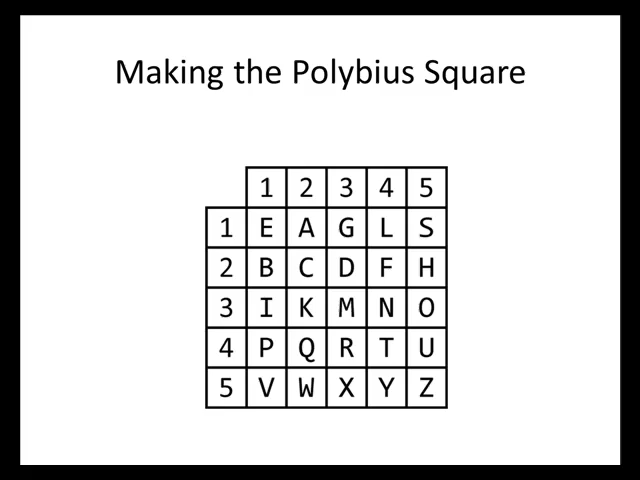 Making the Polybius Square
1 2 3 4 5
1 E A G L S
2 B C D F H
3 I K M N O
4 P Q R T U
5 V W X Y Z